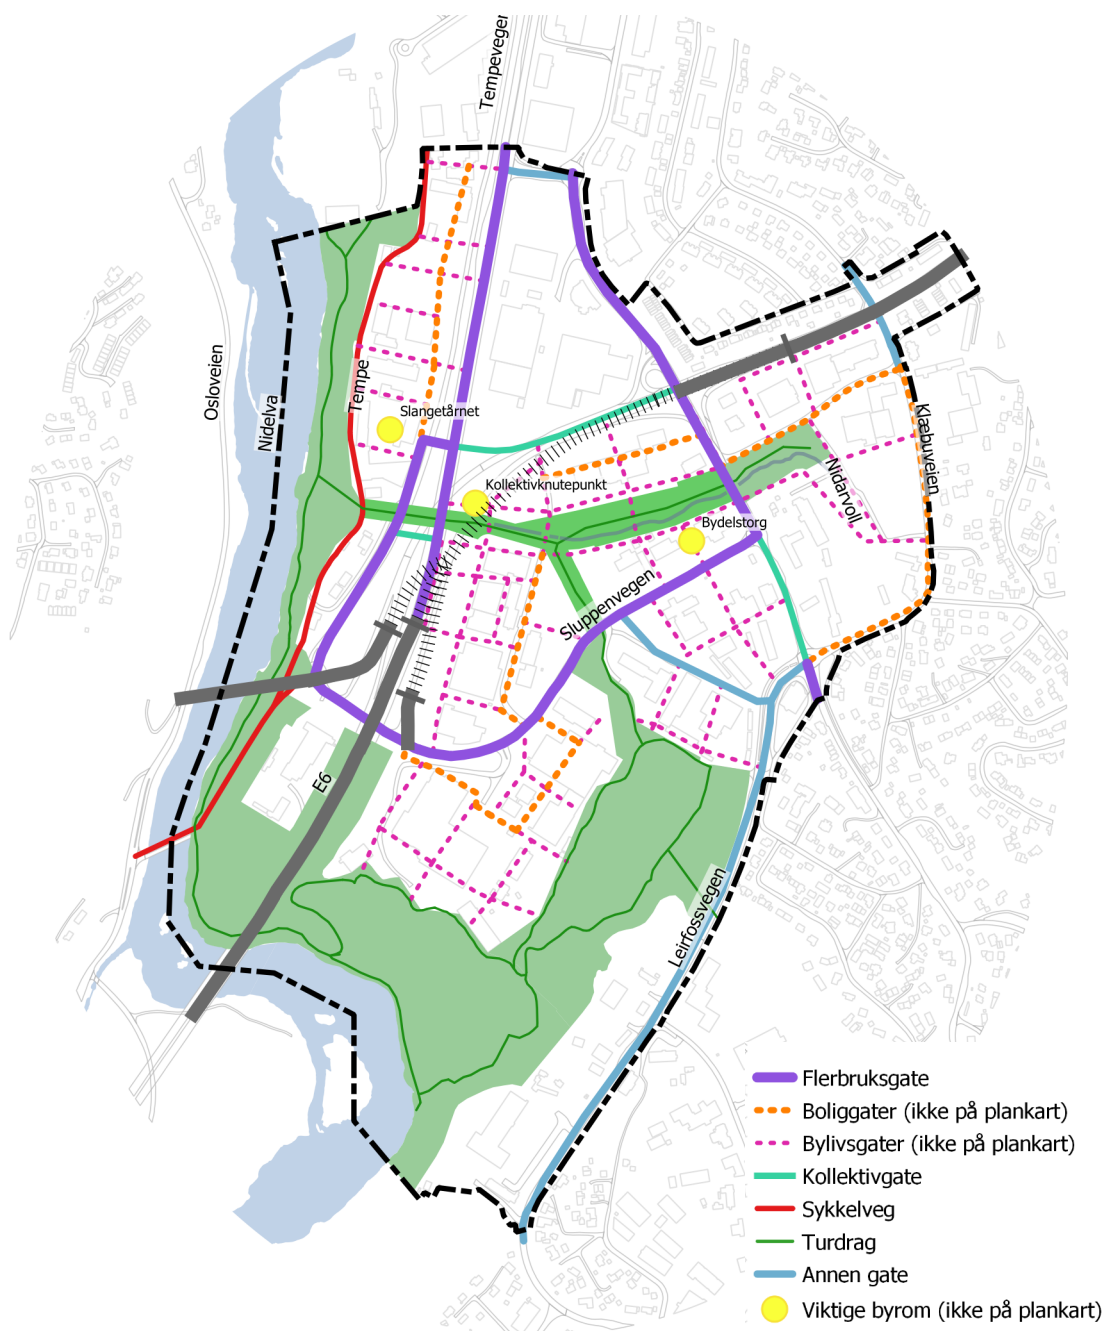 Tempevegen
Osloveien
Nidelva
Tempe
Slangetårnet
Kollektivknutepunkt
Bydelstorg
Nidarvoll
Klæbuveien
Sluppenvegen
E6
Leirfossvegen
Flerbruksgate
Boliggater (ikke på plankart)
Bylivsgater (ikke på plankart)
Kollektivgate
Sykkelveg
Turdrag
Annen gate
Viktige byrom (ikke på plankart)